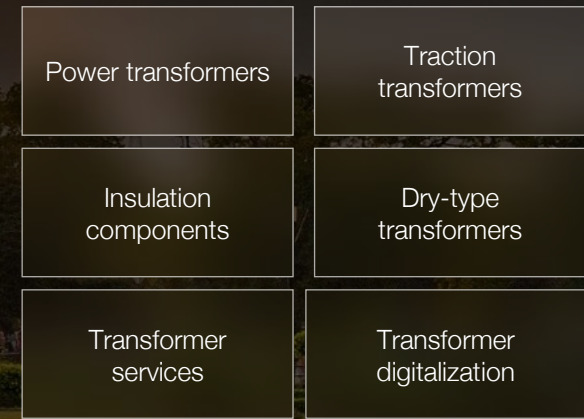 Power transformers
Traction
transformers
Insulation
components
Dry-type
transformers
Transformer
services
Transformer
digitalization